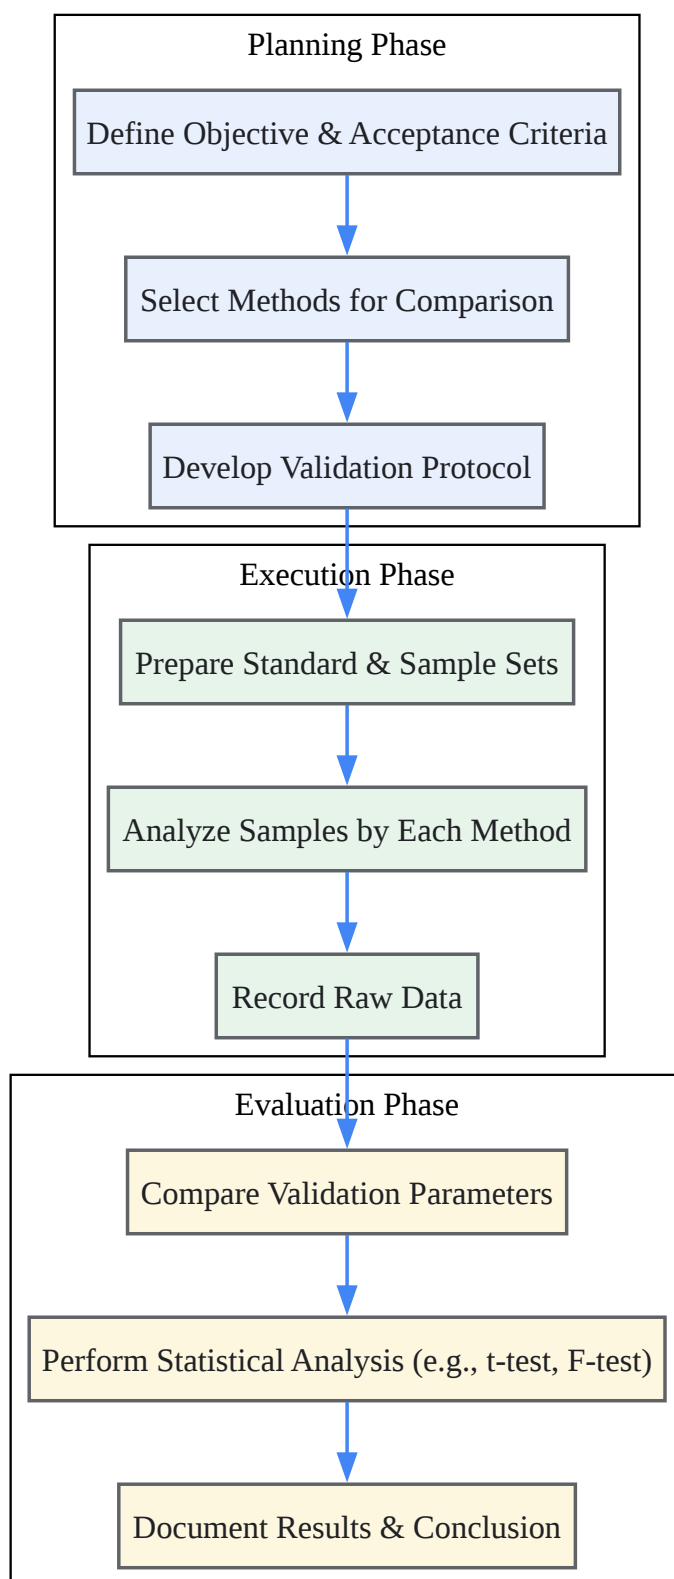 Planning Phase
Define Objective & Acceptance Criteria
Select Methods for Comparison
Develop Validation Protocol
Execution Phase
Prepare Standard & Sample Sets
Analyze Samples by Each Method
Record Raw Data
Evaluation Phase
Compare Validation Parameters
Perform Statistical Analysis (e.g., t-test, F-test)
Document Results & Conclusion